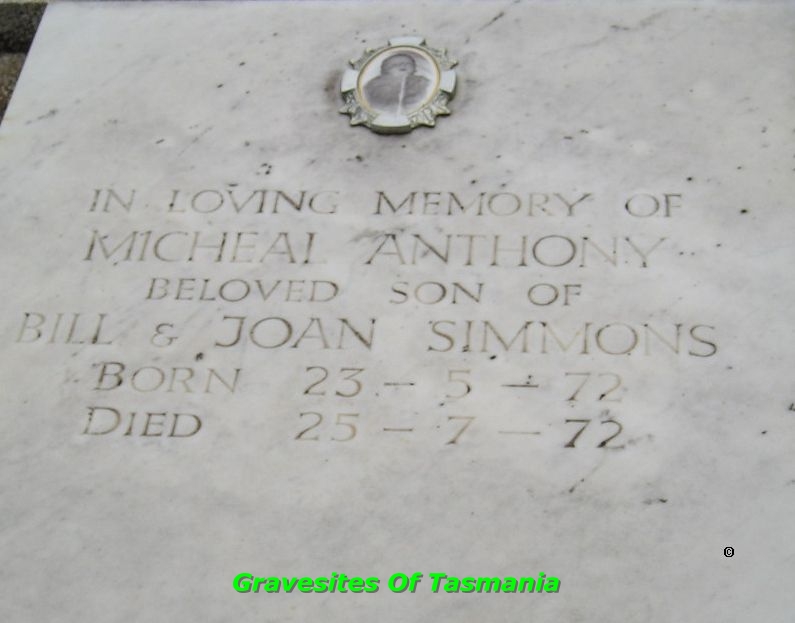 IN LOVING MEMORY OF
MICHEAL ANTHONY
BELOVED SON OF
BILL & JOAN SIMMONS
BORN 23 - 5 - 72
DIED 25 - 7 - 72
©
Gravesites Of Tasmania